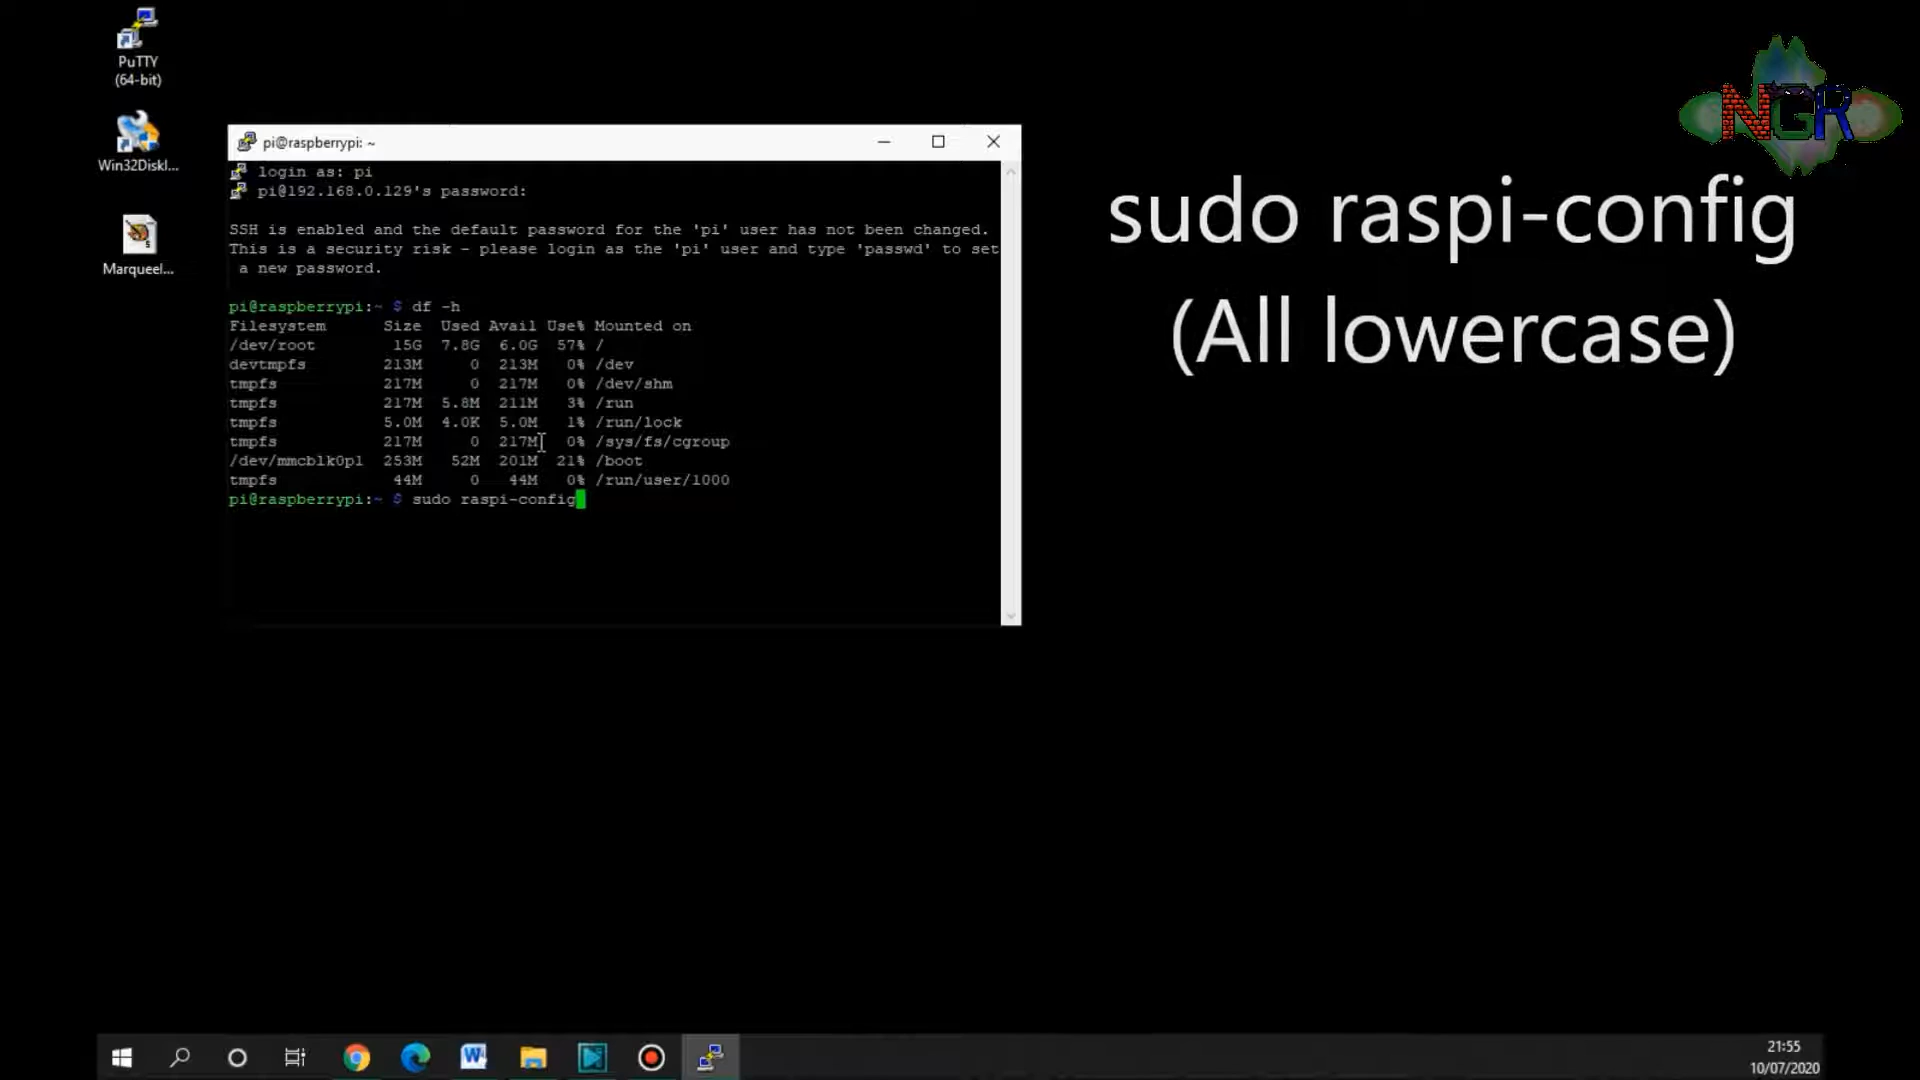 PuTTY
(64-bit)
Win32DiskI...
MarqueeI...
NGR
pi@raspberrypi: ~
login as: pi
pi@192.168.0.129's password:
SSH is enabled and the default password for the 'pi' user has not been changed.
This is a security risk - please login as the 'pi' user and type 'passwd' to set
a new password.
pi@raspberrypi:~ $ df -h
Filesystem Size Used Avail Use% Mounted on
/dev/root 15G 7.8G 6.0G 57% /
devtmpfs 213M 0 213M 0% /dev
tmpfs 217M 0 217M 0% /dev/shm
tmpfs 217M 5.8M 211M 3% /run
tmpfs 5.0M 4.0K 5.0M 1% /run/lock
tmpfs 217M 0 217M 0% /sys/fs/cgroup
/dev/mmcblk0p1 253M 52M 201M 21% /boot
tmpfs 44M 0 44M 0% /run/user/1000
pi@raspberrypi:~ $ sudo raspi-config
sudo raspi-config
(All lowercase)
21:55
10/07/2020